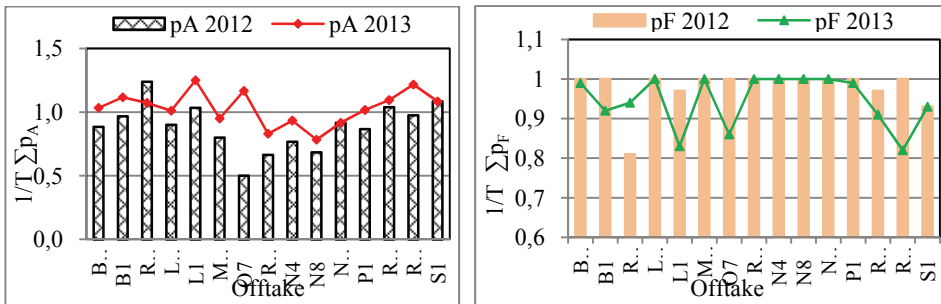 pA 2012 pA 2013
1,5
1,0
0,5
0,0
1/T ∑pA
B.. B1 R.. L.. L1 M.. O7 R.. N4 N8 N.. P1 R.. R.. S1
Offtake
pF 2012 pF 2013
1,1
1
0,9
0,8
0,7
0,6
1/T ∑pF
B.. B1 R.. L.. L1 M.. O7 R.. N4 N8 N.. P1 R.. R.. S1
Offtake